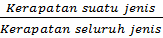 Kerapatan suatu jenis
Kerapatan seluruh jenis